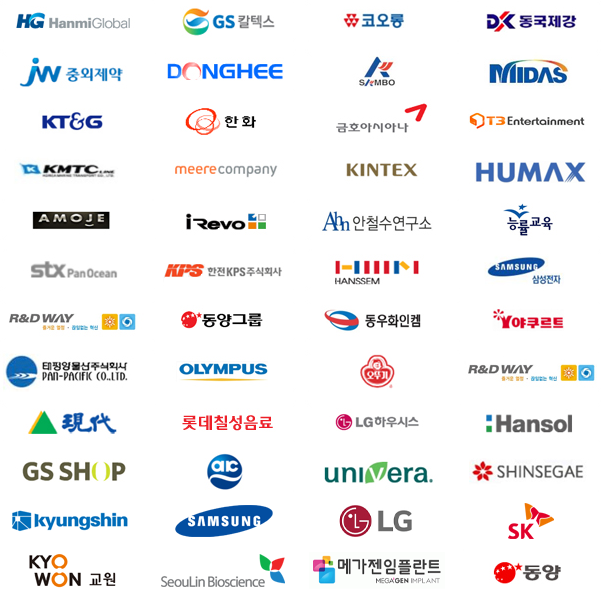 HG HanmiGlobal
GS 칼텍스
코오롱
DK 동국제강
JW 중외제약
DONGHEE
SAMBO
MIDAS
KT&G
한화
금호아시아나
T3 Entertainment
KMTC LINE
meerecompany
KINTEX
HUMAX
AMOJE
iRevo
Ahn 안철수연구소
능률교육
stx PanOcean
KPS 한전KPS주식회사
HANSSEM
SAMSUNG
삼성전자
R&D WAY
동양그룹
동우화인켐
야쿠르트
태평양물산주식회사
PAN-PACIFIC CO.,LTD.
OLYMPUS
오뚜기
R&D WAY
現代
롯데칠성음료
LG하우시스
Hansol
GS SHOP
univera
SHINSEGAE
kyungshin
SAMSUNG
LG
SK
KYO
WON 교원
SeouLin Bioscience
메가젠임플란트
MEGA'GEN IMPLANT
동양